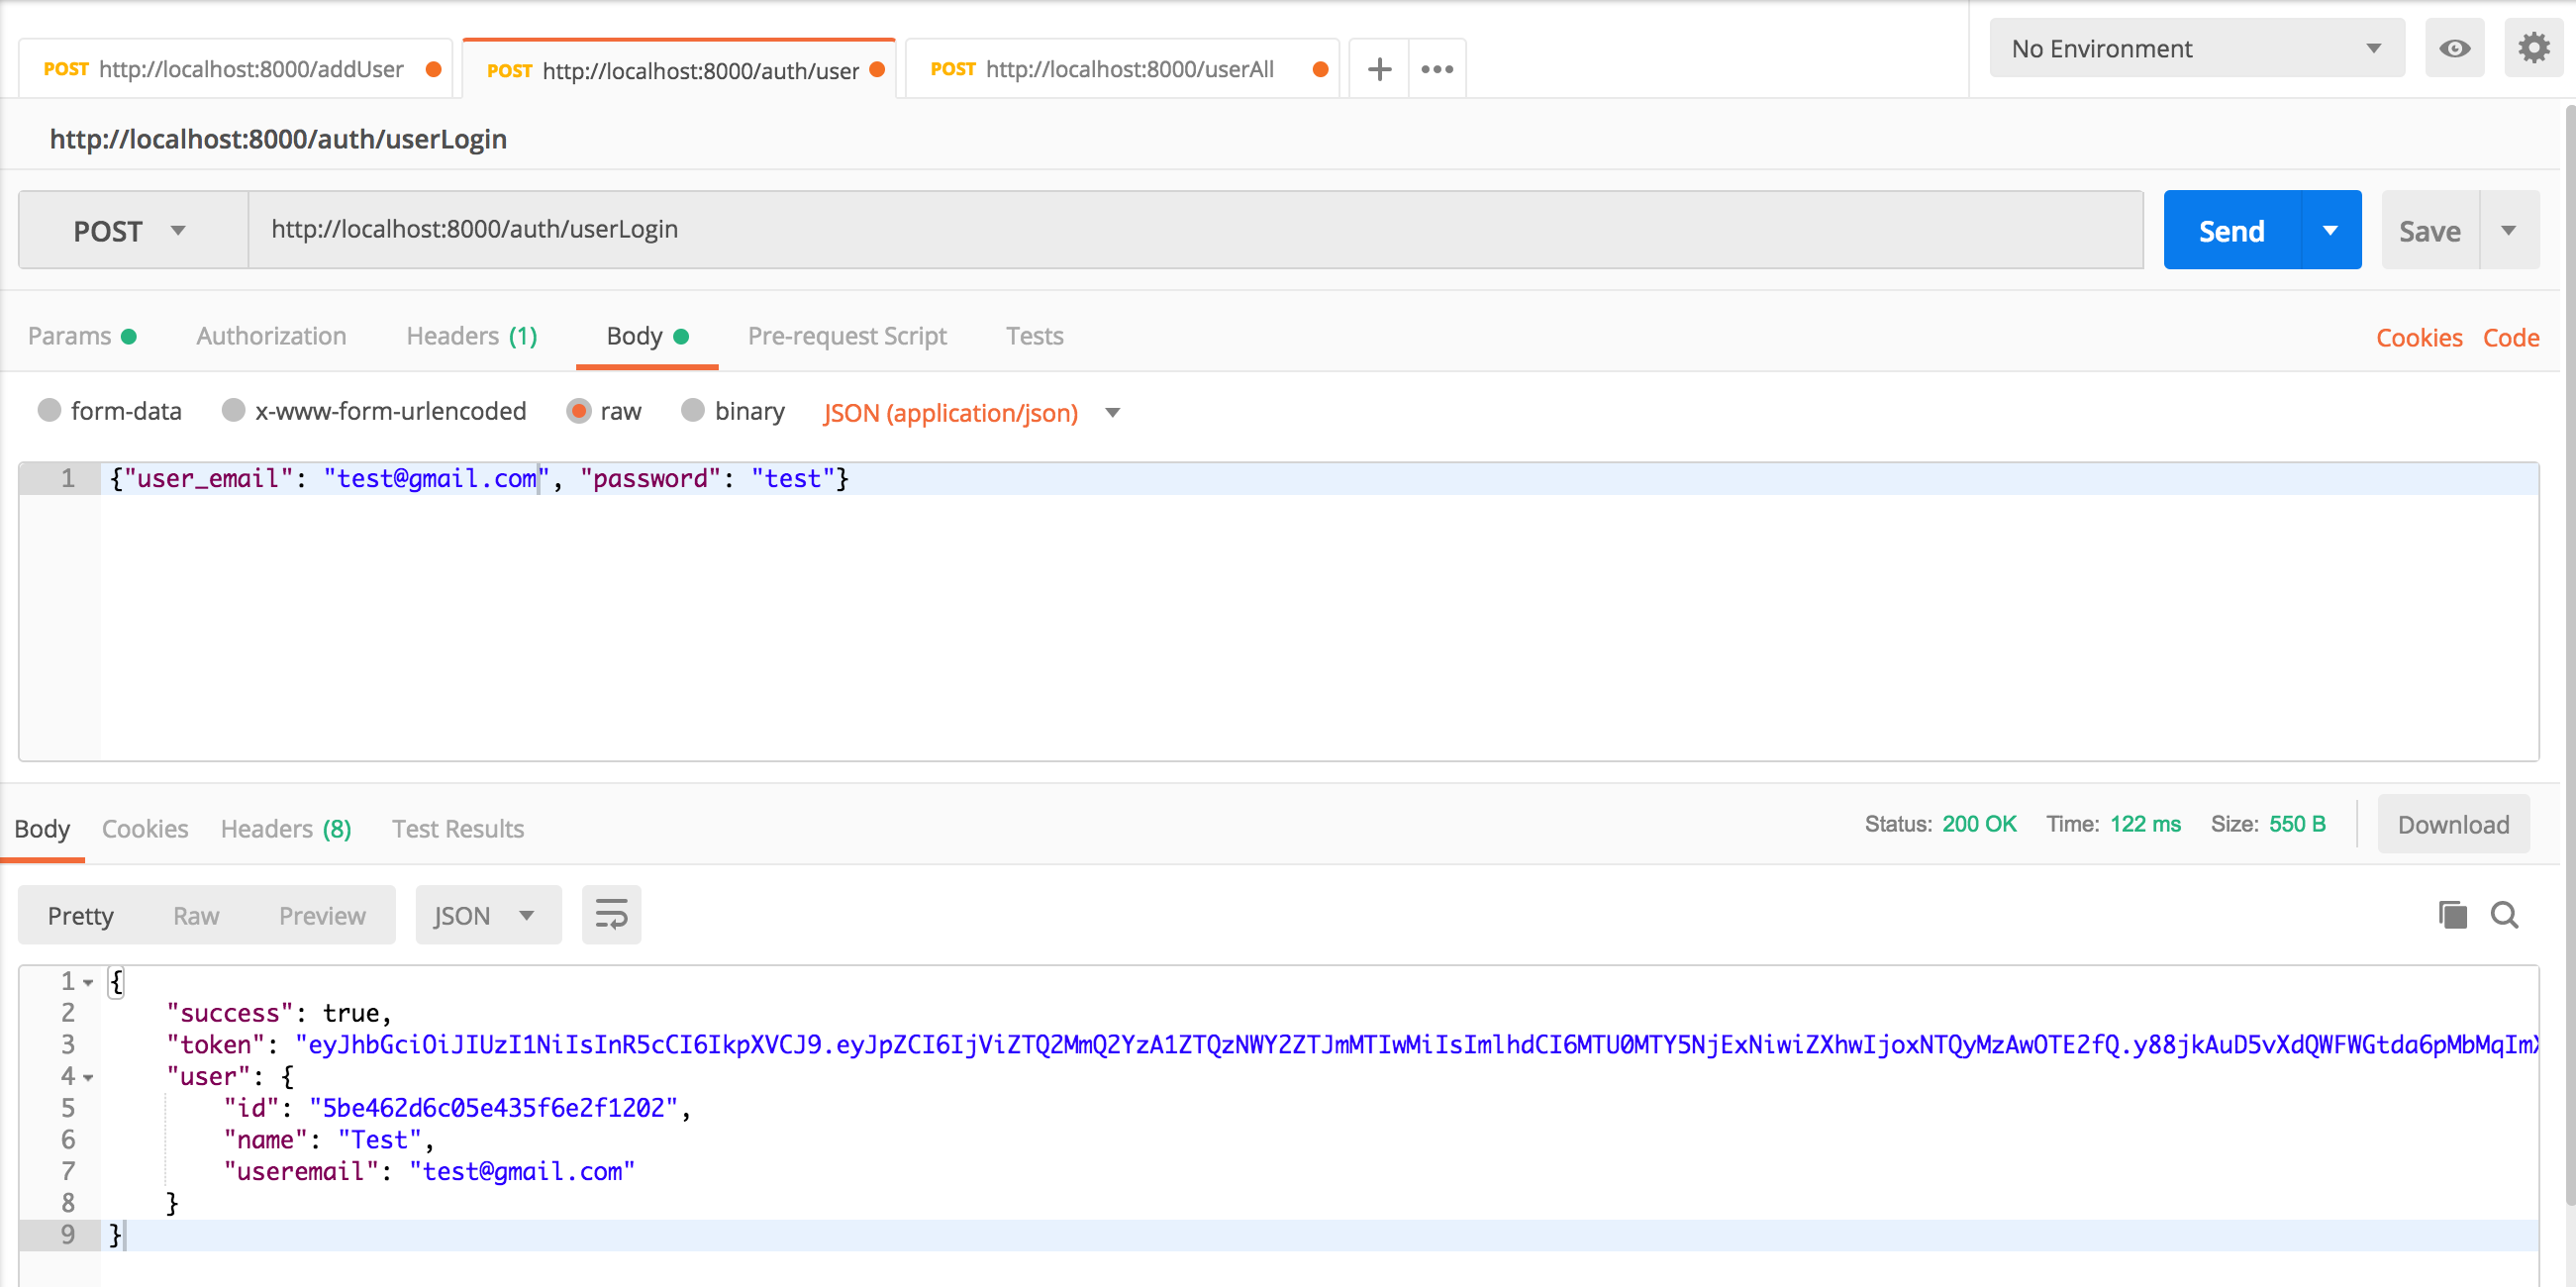 POST http://localhost:8000/addUser POST http://localhost:8000/auth/user POST http://localhost:8000/userAll No Environment
http://localhost:8000/auth/userLogin
POST http://localhost:8000/auth/userLogin Send Save
Params Authorization Headers (1) Body Pre-request Script Tests Cookies Code
form-data x-www-form-urlencoded raw binary JSON (application/json)
1 {"user_email": "test@gmail.com", "password": "test"}
Body Cookies Headers (8) Test Results Status: 200 OK Time: 122 ms Size: 550 B Download
Pretty Raw Preview JSON
1 {
2 "success": true,
3 "token": "eyJhbGciOiJIUzI1NiIsInR5cCI6IkpXVCJ9.eyJpZCI6IjViZTQ2MmQ2YzA1ZTQzNWY2ZTJmMTIwMiIsImlhdCI6MTU0MTY5NjExNiwiZXhwIjoxNTQyMzAwOTE2fQ.y88jkAuD5vXdQWFWGtda6pMbMqIm
4 "user": {
5 "id": "5be462d6c05e435f6e2f1202",
6 "name": "Test",
7 "useremail": "test@gmail.com"
8 }
9 }